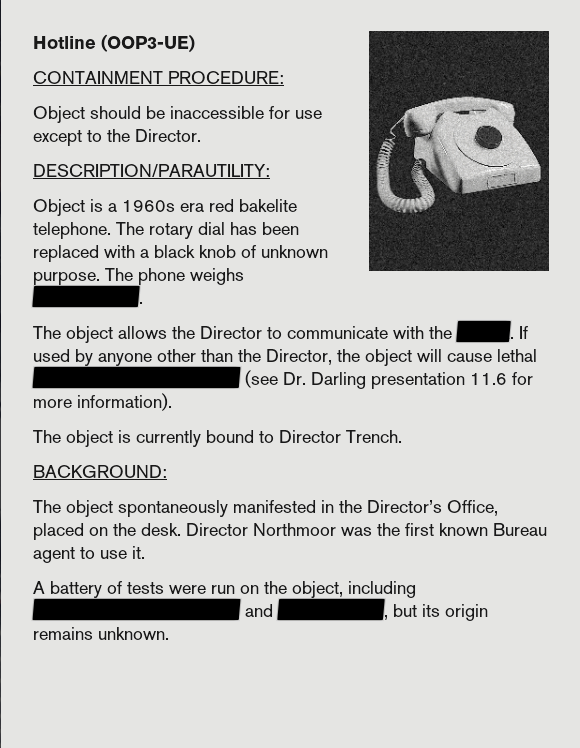 Hotline (OOP3-UE)
CONTAINMENT PROCEDURE:
Object should be inaccessible for use
except to the Director.
DESCRIPTION/PARAUTILITY:
Object is a 1960s era red bakelite
telephone. The rotary dial has been
replaced with a black knob of unknown
purpose. The phone weighs
.
The object allows the Director to communicate with the . If
used by anyone other than the Director, the object will cause lethal
(see Dr. Darling presentation 11.6 for
more information).
The object is currently bound to Director Trench.
BACKGROUND:
The object spontaneously manifested in the Director’s Office,
placed on the desk. Director Northmoor was the first known Bureau
agent to use it.
A battery of tests were run on the object, including
and , but its origin
remains unknown.